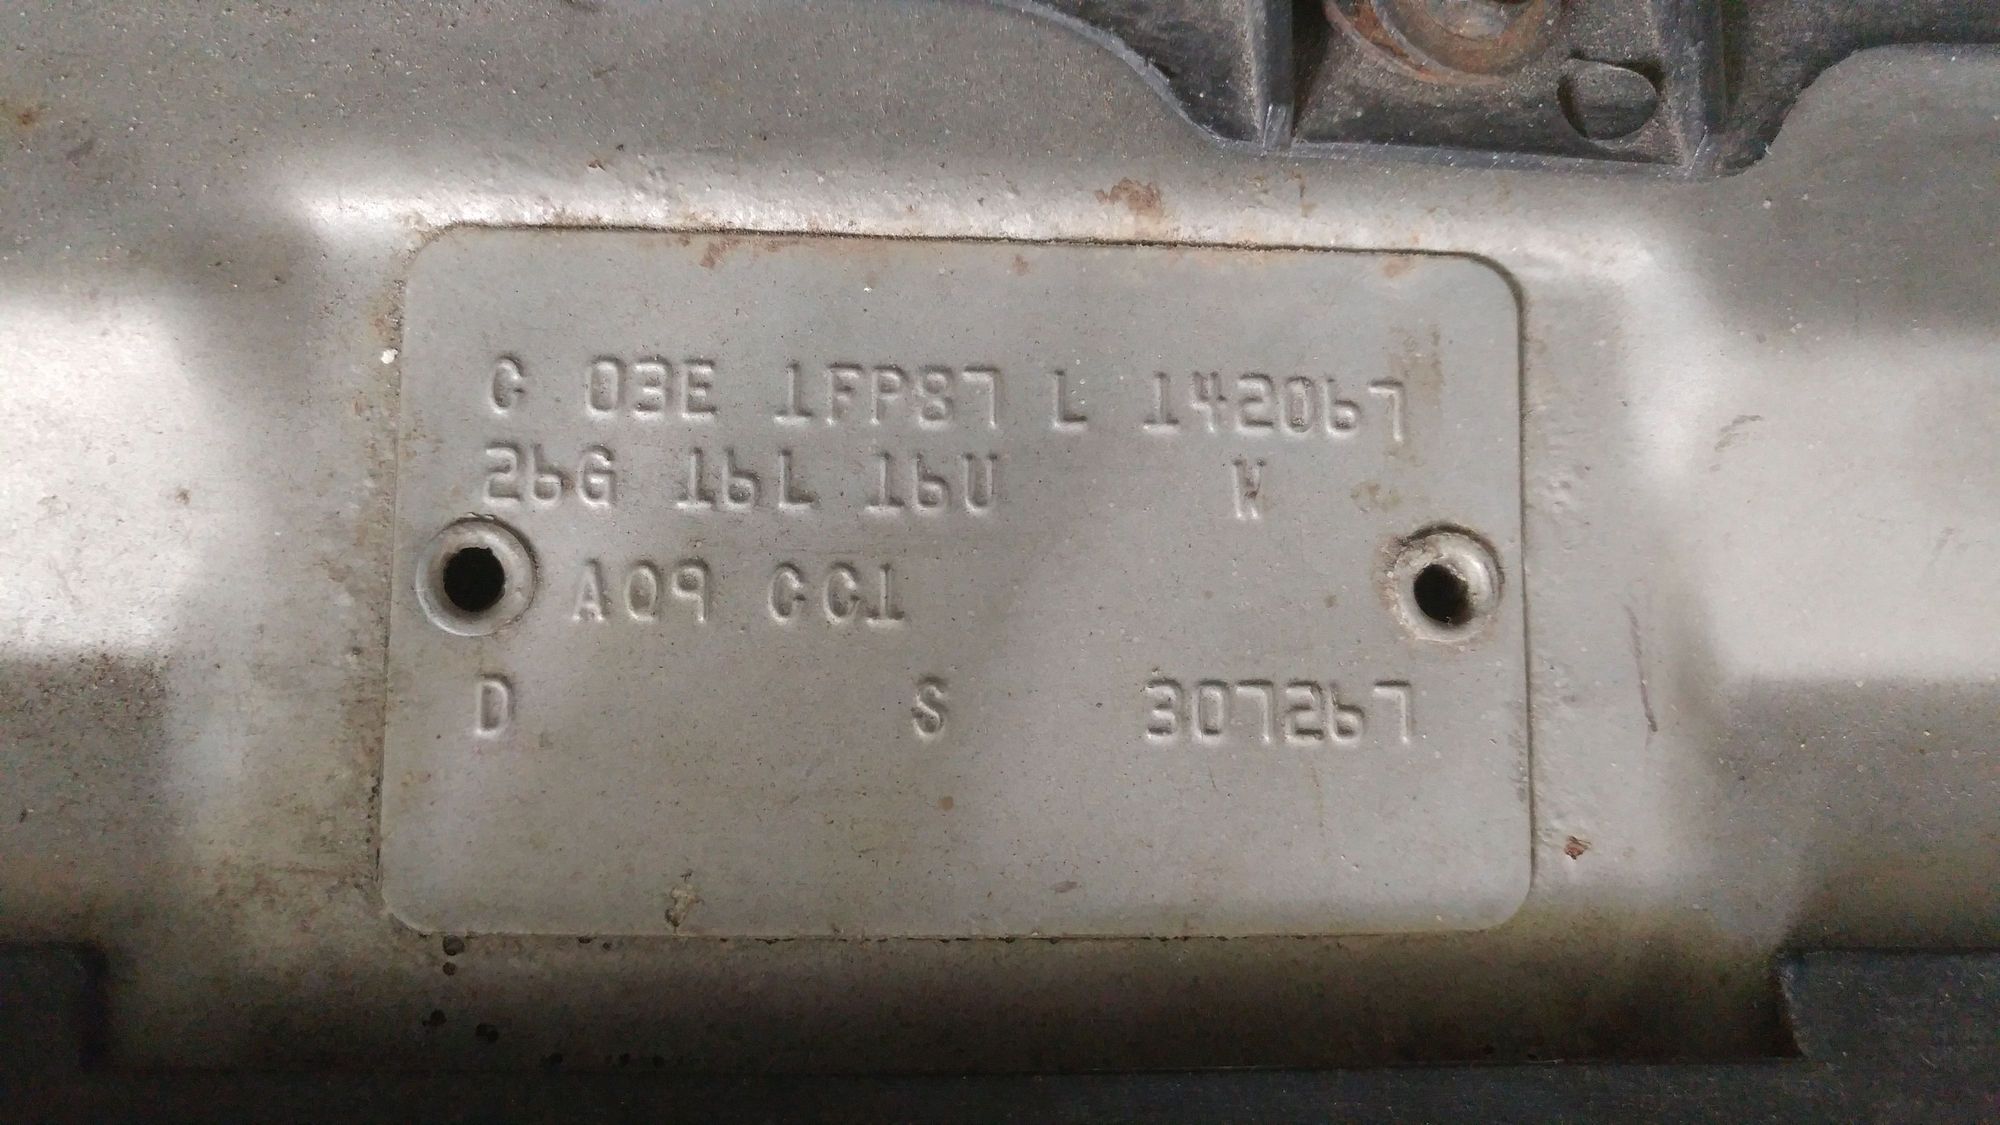 C 03E 1FP87 L 142067
26G 16L 16U W
A09 CC1
D S 307267